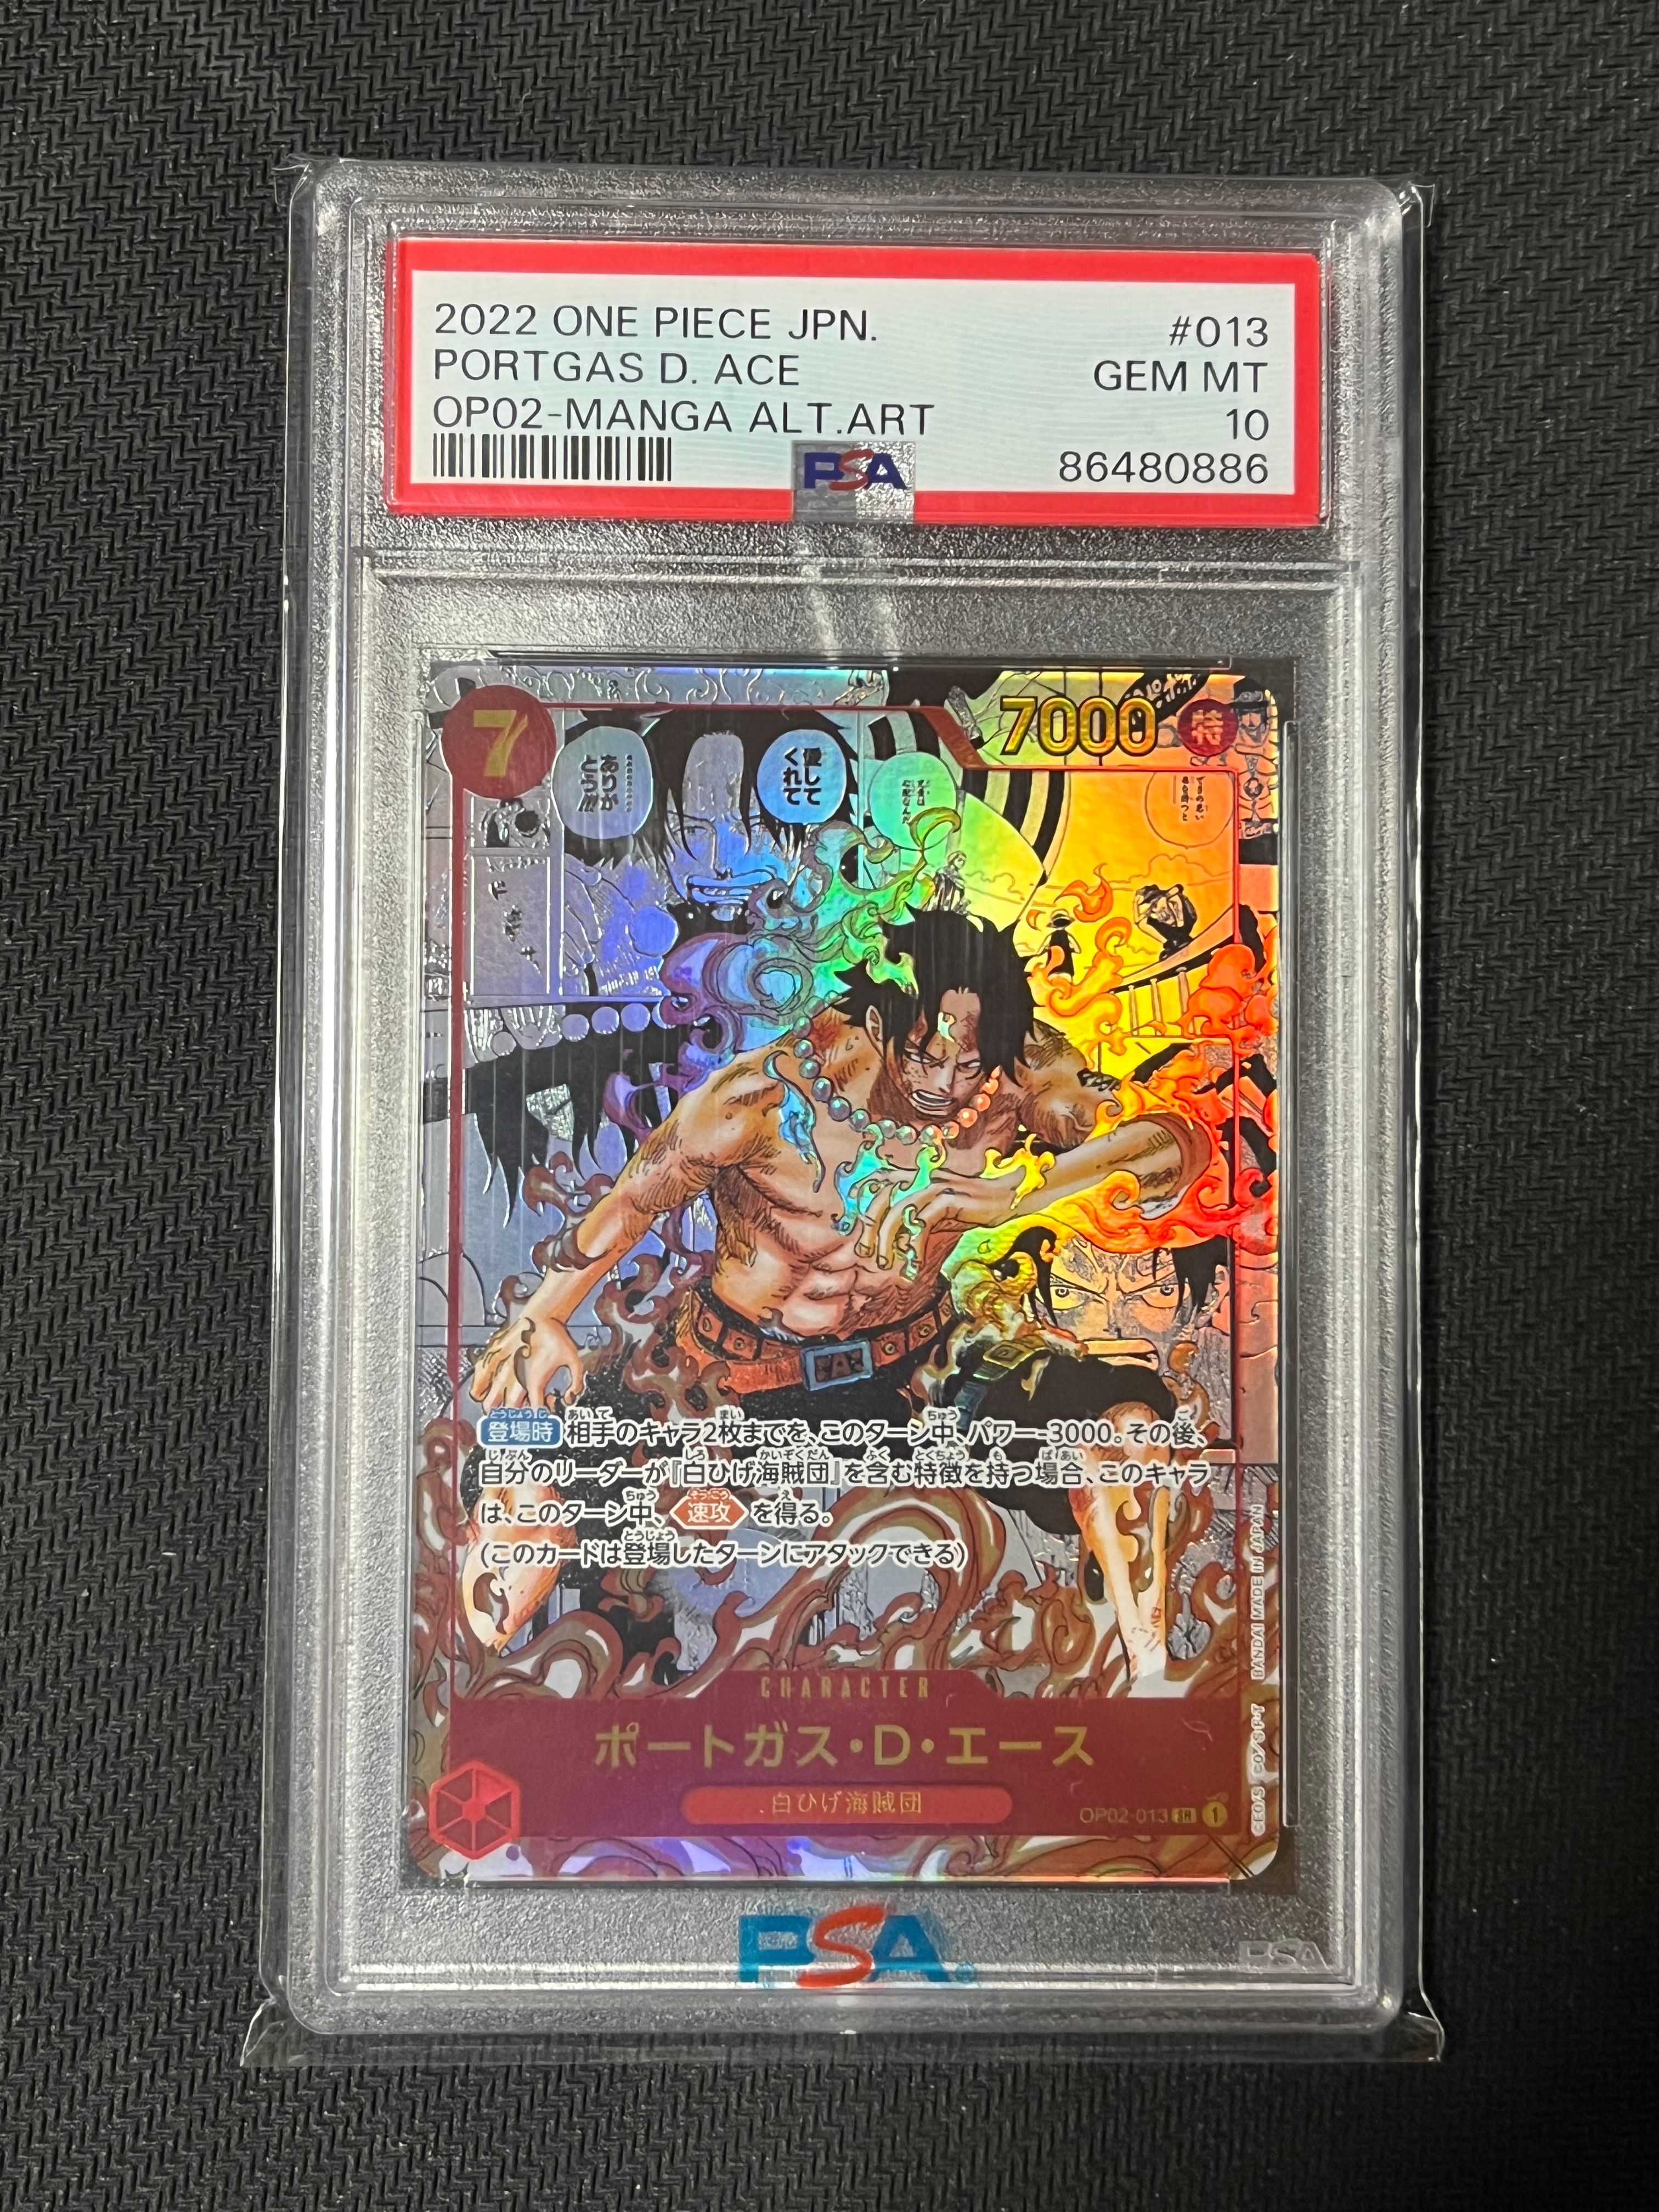 2022 ONE PIECE JPN. #013
PORTGAS D. ACE GEM MT
OP02-MANGA ALT.ART 10
PSA 86480886
7 7000 特
ありがとう!!!
愛して
くれて
登場時 相手のキャラ2枚までを、このターン中、パワー-3000。その後、
自分のリーダーが『白ひげ海賊団』を含む特徴を持つ場合、このキャラ
は、このターン中、速攻 を得る。
(このカードは登場したターンにアタックできる)
CHARACTER
ポートガス・D・エース
白ひげ海賊団
OP02-013 SR 1
BANDAI MADE IN JAPAN
PSA
PSA